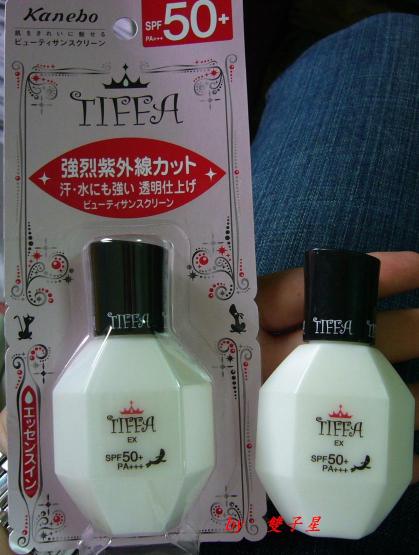 Kanebo
肌をきれいに魅せる
ビューティサンスクリーン
SPF50+
PA+++
TIFFA
強烈紫外線カット
汗・水にも強い 透明仕上げ
ビューティサンスクリーン
エッセンスイン
TIFFA
TIFFA
EX
SPF50+
PA+++
TIFFA
TIFFA
EX
SPF50+
PA+++
by : 雙子星